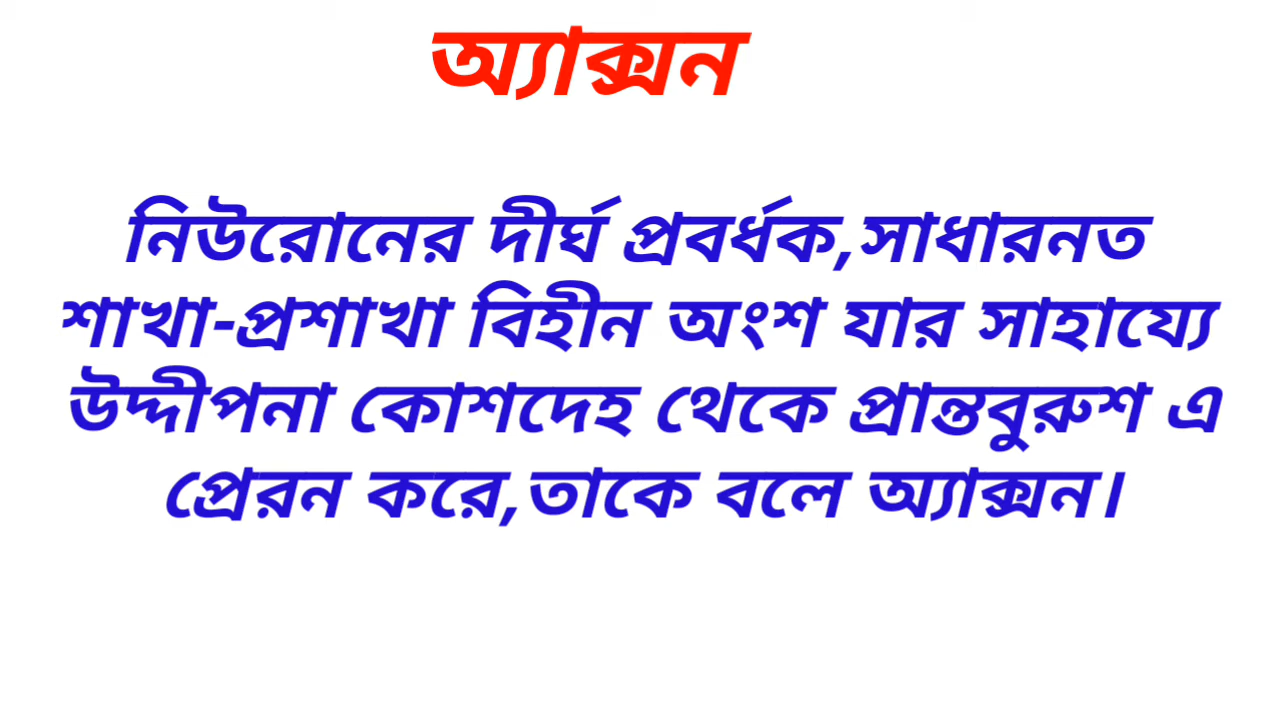 অ্যাক্সন
নিউরোনের দীর্ঘ প্রবর্ধক,সাধারনত
শাখা-প্রশাখা বিহীন অংশ যার সাহায্যে
উদ্দীপনা কোশদেহ থেকে প্রান্তবুরুশ এ
প্রেরন করে,তাকে বলে অ্যাক্সন।